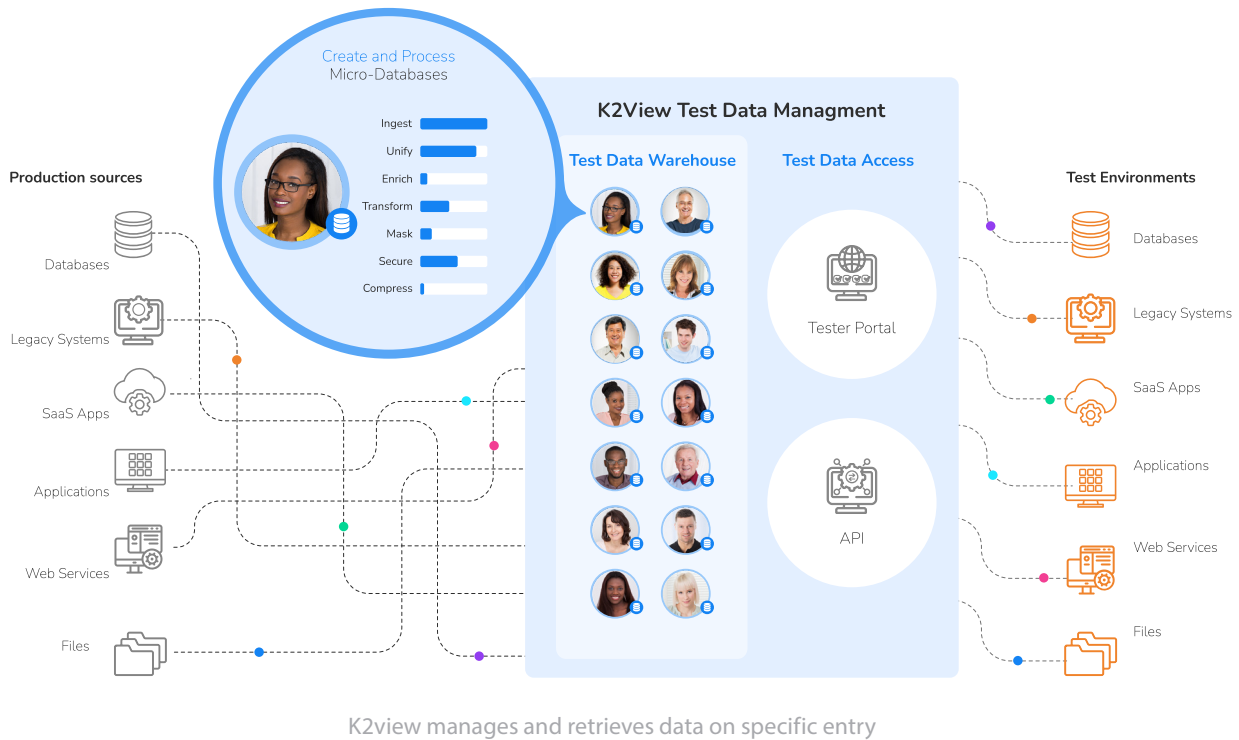 Create and Process
Micro-Databases
Ingest
Unify
Enrich
Transform
Mask
Secure
Compress
K2View Test Data Managment
Test Data Warehouse
Test Data Access
Tester Portal
API
Production sources
Databases
Legacy Systems
SaaS Apps
Applications
Web Services
Files
Test Environments
Databases
Legacy Systems
SaaS Apps
Applications
Web Services
Files
K2view manages and retrieves data on specific entry